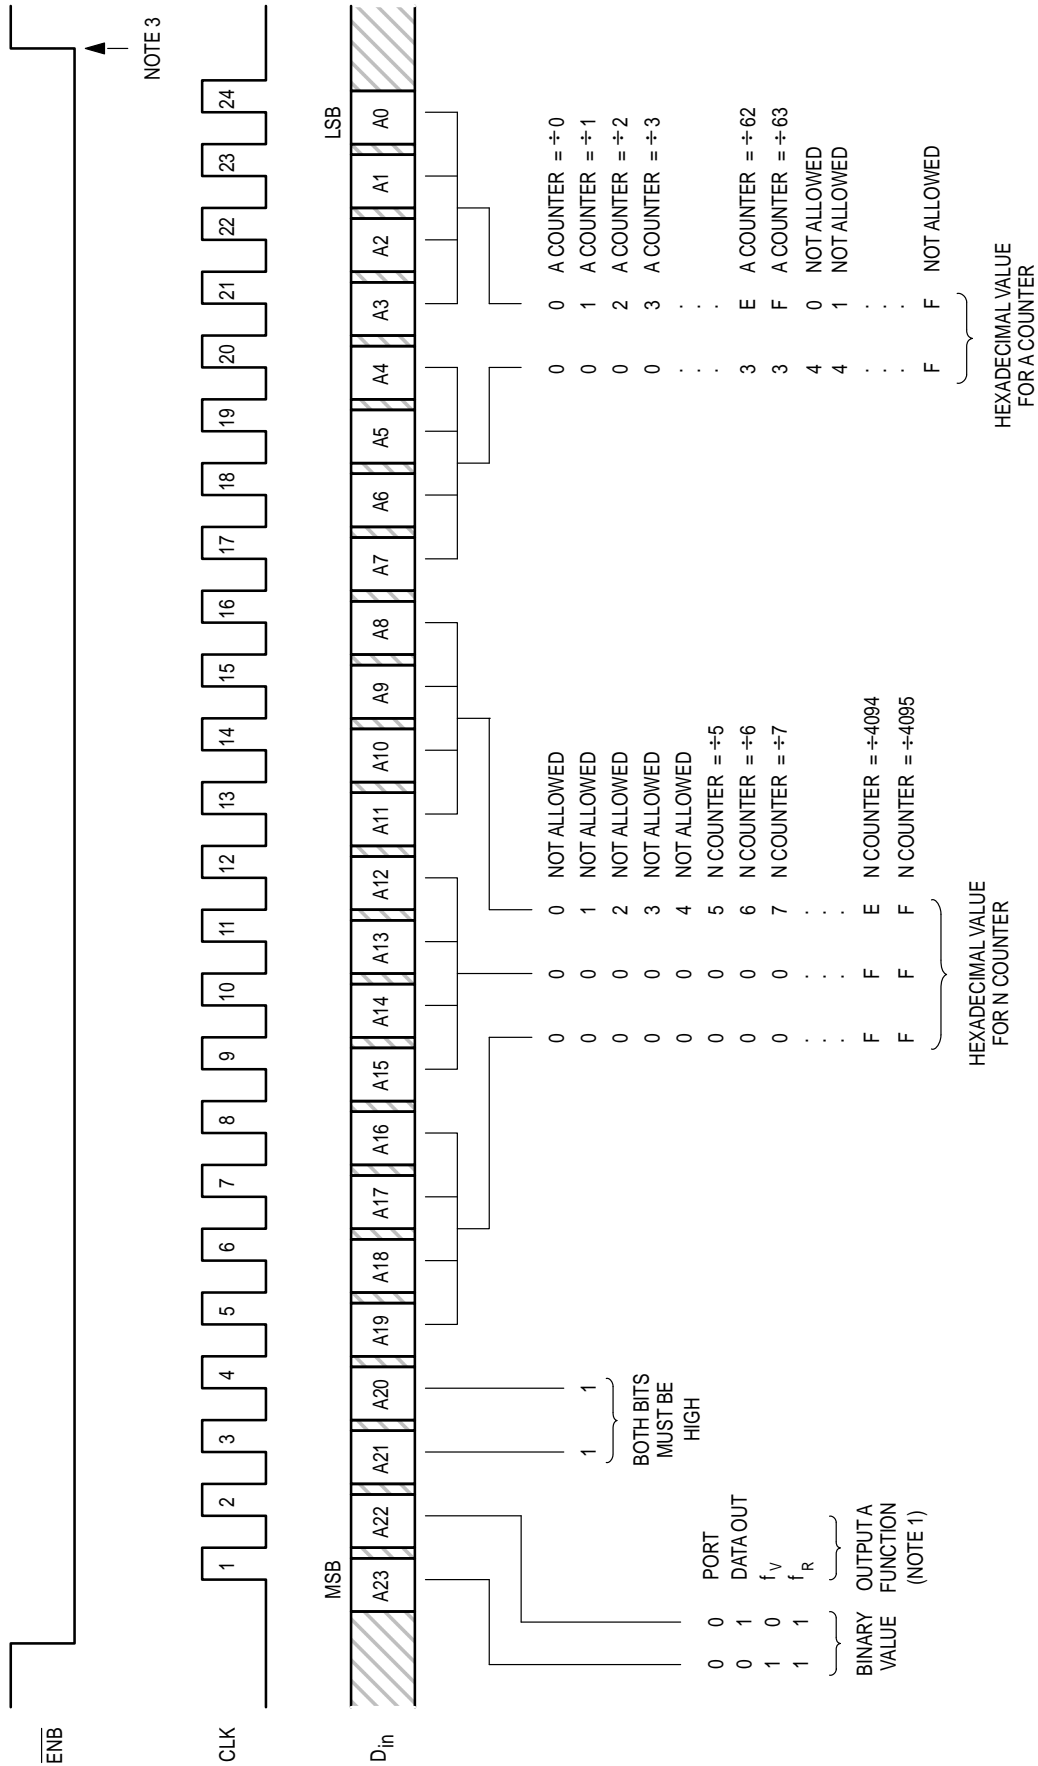 ENB
NOTE 3
CLK
1 2 3 4 5 6 7 8 9 10 11 12 13 14 15 16 17 18 19 20 21 22 23 24
MSB
LSB
Din
A23 A22 A21 A20 A19 A18 A17 A16 A15 A14 A13 A12 A11 A10 A9 A8 A7 A6 A5 A4 A3 A2 A1 A0
0 0 PORT
0 1 DATA OUT
1 0 fV
1 1 fR
BINARY
VALUE
OUTPUT A
FUNCTION
(NOTE 1)
1 1
BOTH BITS
MUST BE
HIGH
0 0 0 NOT ALLOWED
0 0 1 NOT ALLOWED
0 0 2 NOT ALLOWED
0 0 3 NOT ALLOWED
0 0 4 NOT ALLOWED
0 0 5 N COUNTER = ÷5
0 0 6 N COUNTER = ÷6
0 0 7 N COUNTER = ÷7
. . .
. . .
F F E N COUNTER = ÷4094
F F F N COUNTER = ÷4095
HEXADECIMAL VALUE
FOR N COUNTER
0 0 A COUNTER = ÷0
0 1 A COUNTER = ÷1
0 2 A COUNTER = ÷2
0 3 A COUNTER = ÷3
. .
. .
. .
3 E A COUNTER = ÷62
3 F A COUNTER = ÷63
4 0 NOT ALLOWED
4 1 NOT ALLOWED
. .
. .
. .
F F NOT ALLOWED
HEXADECIMAL VALUE
FOR A COUNTER